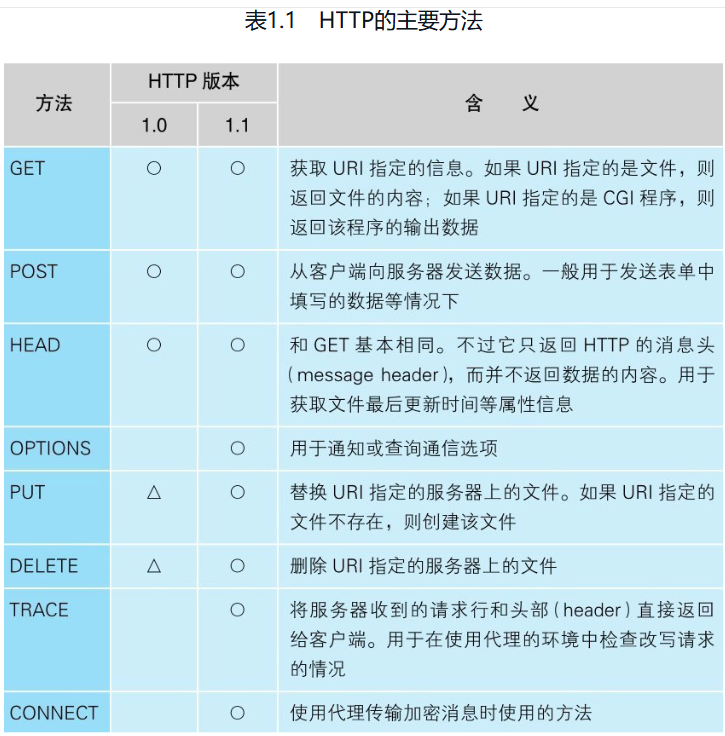 表1.1 HTTP的主要方法
方法 HTTP 版本 含 义
1.0 1.1
GET ○ ○ 获取 URI 指定的信息。如果 URI 指定的是文件，则
返回文件的内容；如果 URI 指定的是 CGI 程序，则
返回该程序的输出数据
POST ○ ○ 从客户端向服务器发送数据。一般用于发送表单中
填写的数据等情况下
HEAD ○ ○ 和 GET 基本相同。不过它只返回 HTTP 的消息头
（message header），而并不返回数据的内容。用于
获取文件最后更新时间等属性信息
OPTIONS ○ 用于通知或查询通信选项
PUT △ ○ 替换 URI 指定的服务器上的文件。如果 URI 指定的
文件不存在，则创建该文件
DELETE △ ○ 删除 URI 指定的服务器上的文件
TRACE ○ 将服务器收到的请求行和头部（header）直接返回
给客户端。用于在使用代理的环境中检查改写请求
的情况
CONNECT ○ 使用代理传输加密消息时使用的方法